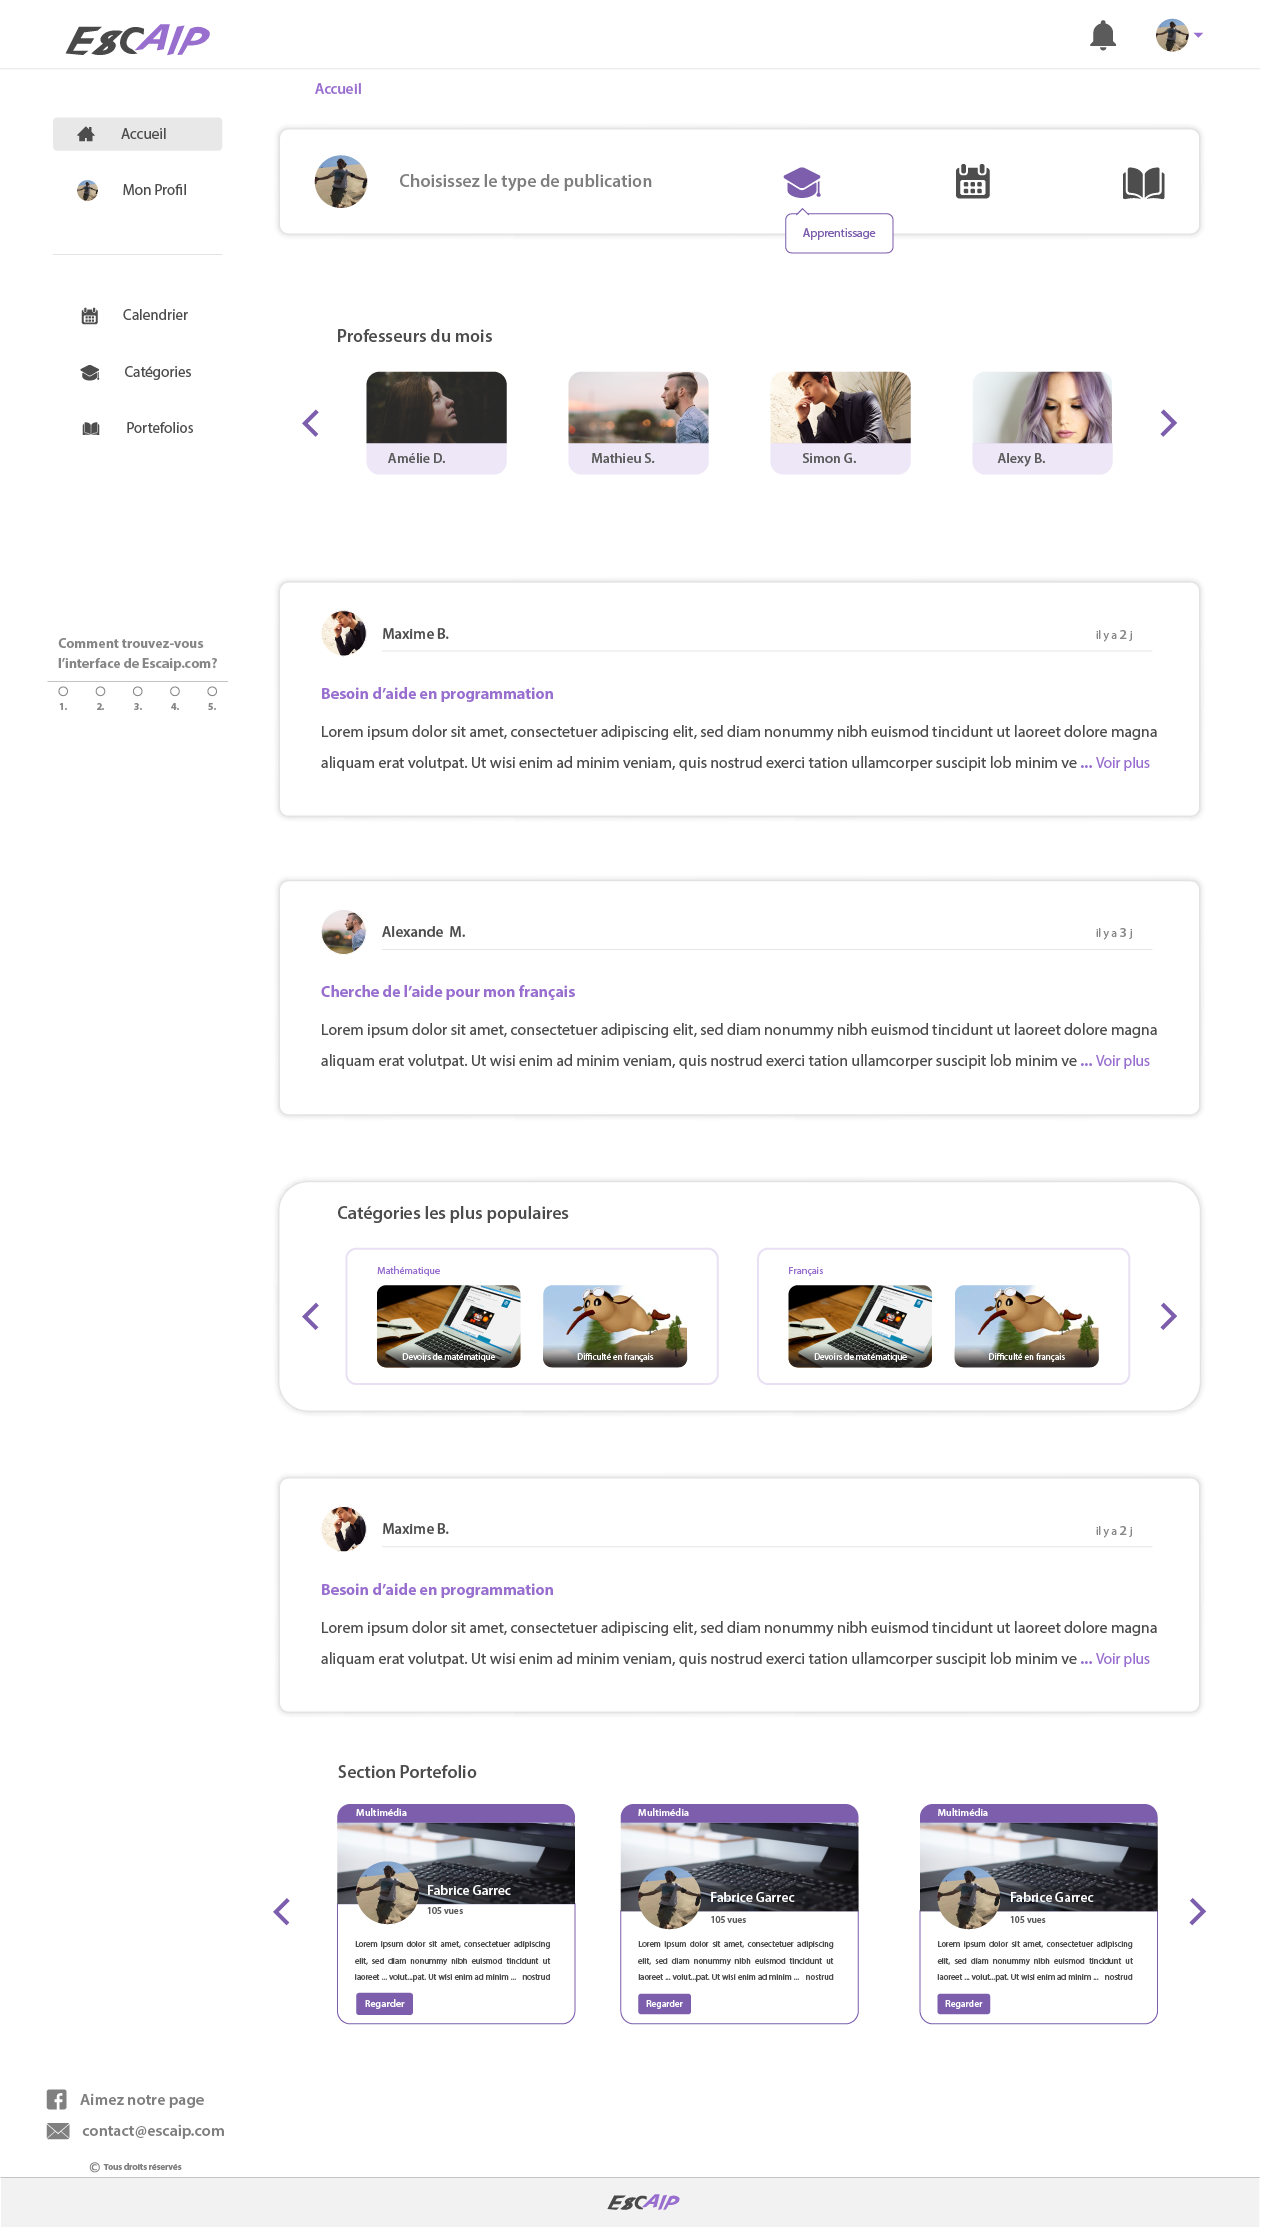 EscAIP
Accueil
Accueil
Mon Profil
Choisissez le type de publication
Apprentissage
Calendrier
Catégories
Portefolios
Professeurs du mois
Amélie D.
Mathieu S.
Simon G.
Alexy B.
Comment trouvez-vous
l'interface de Escaip.com?
1. 2. 3. 4. 5.
Maxime B.
il y a 2 j
Besoin d'aide en programmation
Lorem ipsum dolor sit amet, consectetuer adipiscing elit, sed diam nonummy nibh euismod tincidunt ut laoreet dolore magna
aliquam erat volutpat. Ut wisi enim ad minim veniam, quis nostrud exerci tation ullamcorper suscipit lob minim ve ... Voir plus
Alexande M.
il y a 3 j
Cherche de l'aide pour mon français
Lorem ipsum dolor sit amet, consectetuer adipiscing elit, sed diam nonummy nibh euismod tincidunt ut laoreet dolore magna
aliquam erat volutpat. Ut wisi enim ad minim veniam, quis nostrud exerci tation ullamcorper suscipit lob minim ve ... Voir plus
Catégories les plus populaires
Mathématique
Devoirs de matématique
Difficulté en français
Français
Devoirs de matématique
Difficulté en français
Maxime B.
il y a 2 j
Besoin d'aide en programmation
Lorem ipsum dolor sit amet, consectetuer adipiscing elit, sed diam nonummy nibh euismod tincidunt ut laoreet dolore magna
aliquam erat volutpat. Ut wisi enim ad minim veniam, quis nostrud exerci tation ullamcorper suscipit lob minim ve ... Voir plus
Section Portefolio
Multimédia
Fabrice Garrec
105 vues
Lorem ipsum dolor sit amet, consectetuer adipiscing
elit, sed diam nonummy nibh euismod tincidunt ut
laoreet ... volut...pat. Ut wisi enim ad minim ... nostrud
Regarder
Multimédia
Fabrice Garrec
105 vues
Lorem ipsum dolor sit amet, consectetuer adipiscing
elit, sed diam nonummy nibh euismod tincidunt ut
laoreet ... volut...pat. Ut wisi enim ad minim ... nostrud
Regarder
Multimédia
Fabrice Garrec
105 vues
Lorem ipsum dolor sit amet, consectetuer adipiscing
elit, sed diam nonummy nibh euismod tincidunt ut
laoreet ... volut...pat. Ut wisi enim ad minim ... nostrud
Regarder
Aimez notre page
contact@escaip.com
© Tous droits réservés
EscAIP